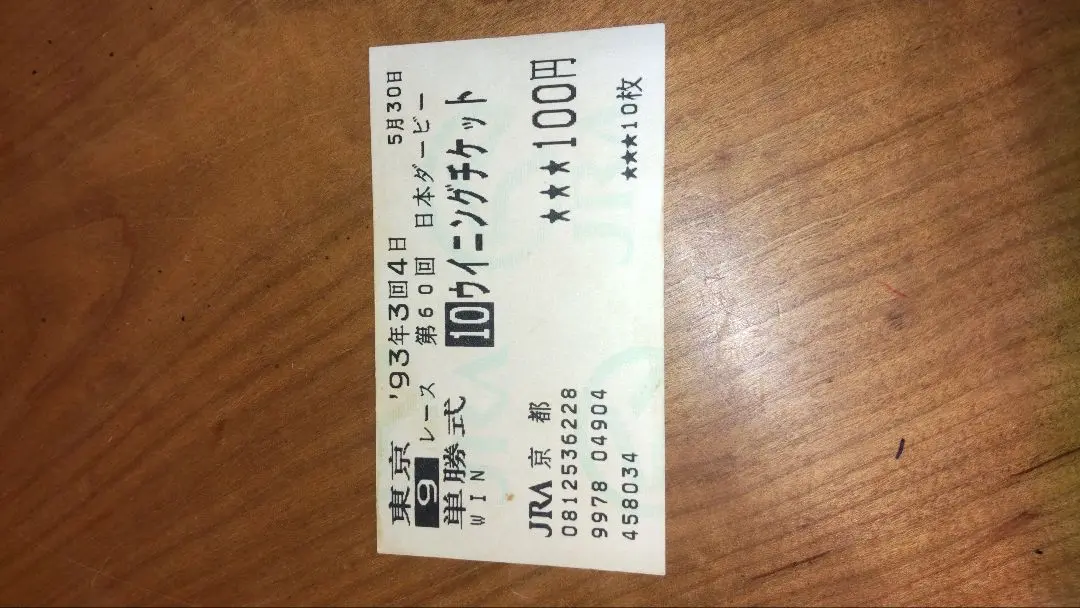 東京 '93年3回4日 5月30日
9 レース 第60回 日本ダービー
単勝式 10 ウイニングチケット
WIN
★★★100円
JRA 京都
0812536228
9978 04904
458034 ★★★★10枚